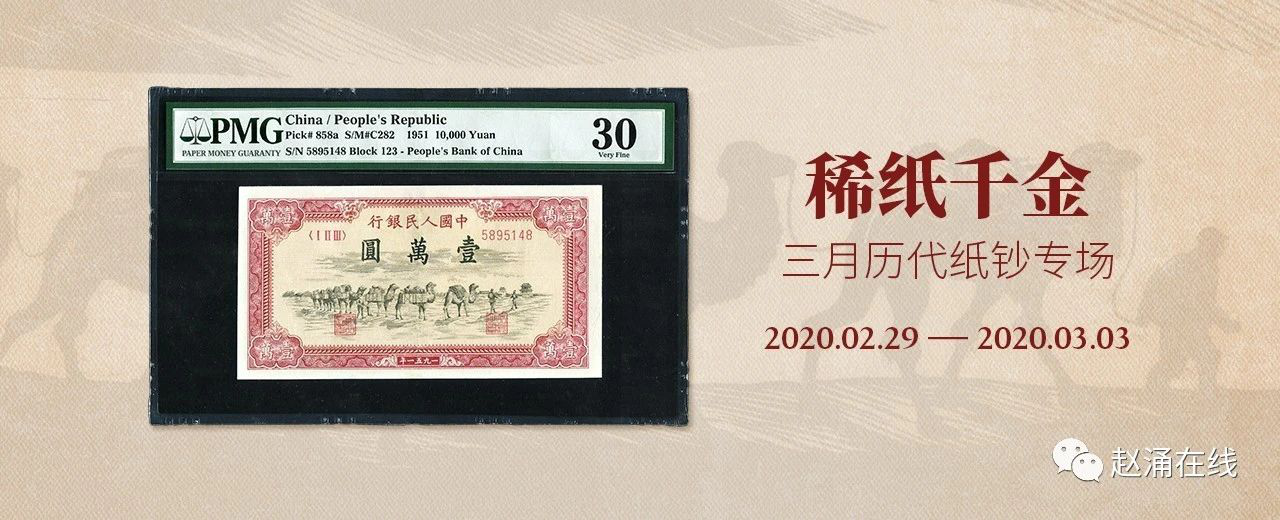 PMG
PAPER MONEY GUARANTY
China / People's Republic
Pick# 858a S/M#C282 1951 10,000 Yuan
S/N 5895148 Block 123 - People's Bank of China
30
Very Fine
萬 壹萬
行銀民人國中
〈ⅠⅡⅢ〉 5895148
圓萬壹
萬壹 萬壹
年一五九一
稀纸千金
三月历代纸钞专场
2020.02.29 — 2020.03.03
赵涌在线